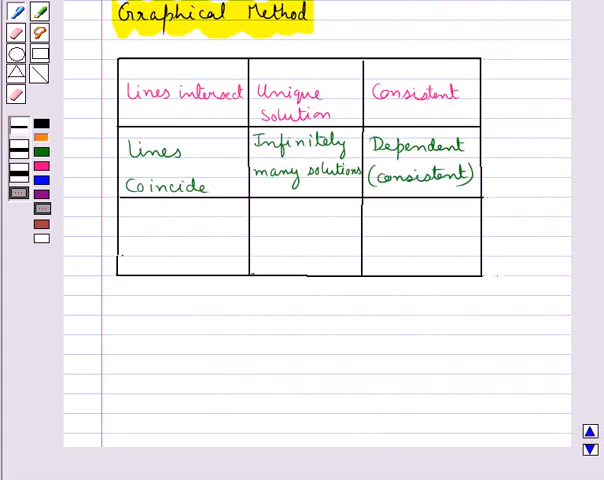 Graphical Method
Lines intersect
Unique
Solution
Consistent
Lines
Coincide
Infinitely
many solutions
Dependent
(consistent)